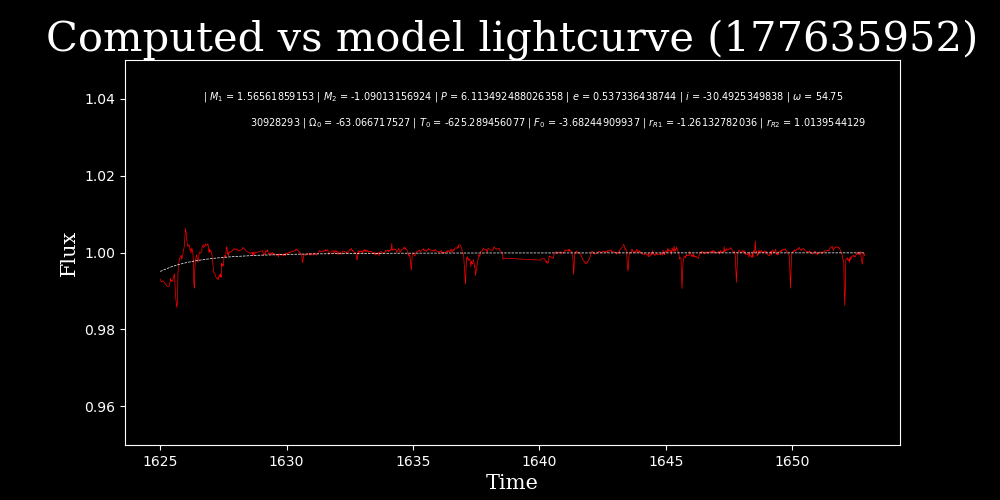 Computed vs model lightcurve (177635952)
| M₁ = 1.56561859153 | M₂ = -1.09013156924 | P = 6.113492488026358 | e = 0.537336438744 | i = -30.4925349838 | ω = 54.75
30928293 | Ω₀ = -63.066717527 | T₀ = -625.289456077 | F₀ = -3.68244909937 | r_R1 = -1.26132782036 | r_R2 = 1.0139544129
1.04
1.02
1.00
0.98
0.96
Flux
1625 1630 1635 1640 1645 1650
Time